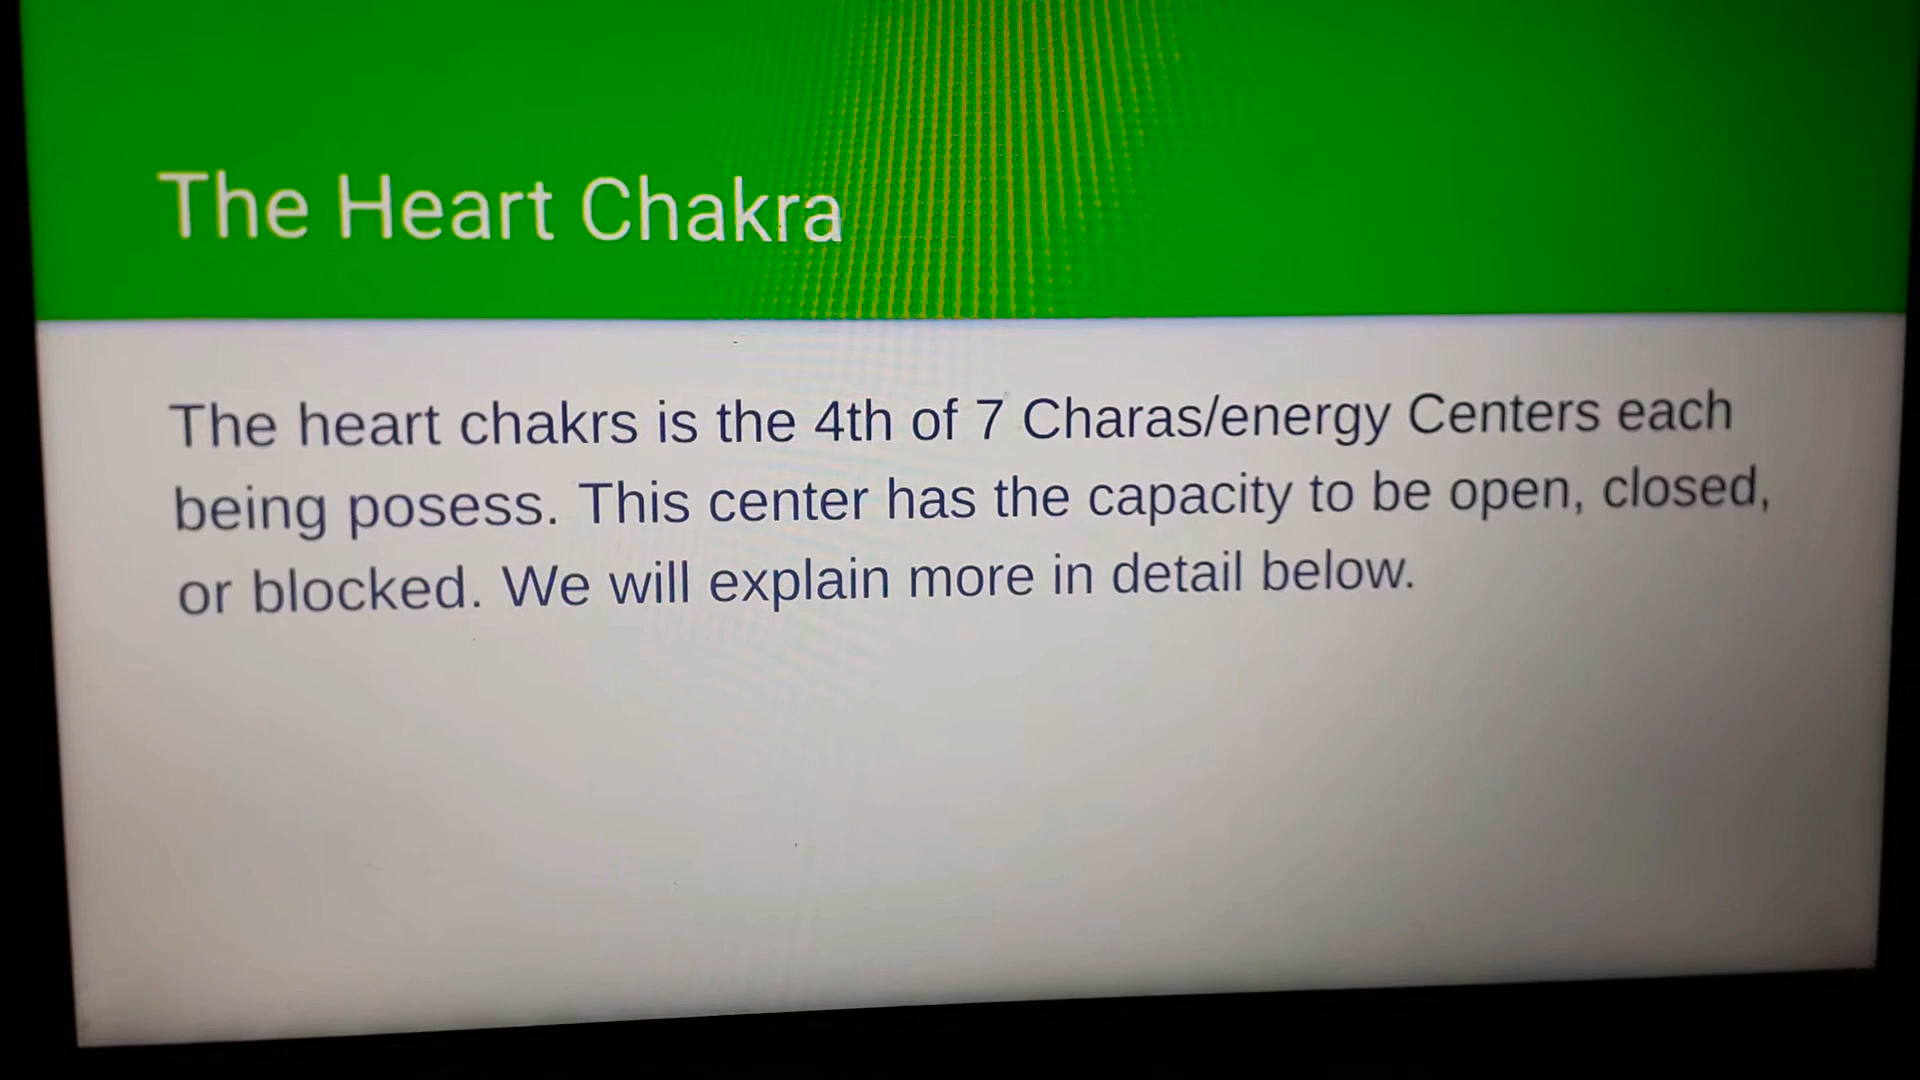 The Heart Chakra
The heart chakrs is the 4th of 7 Charas/energy Centers each
being posess. This center has the capacity to be open, closed,
or blocked. We will explain more in detail below.